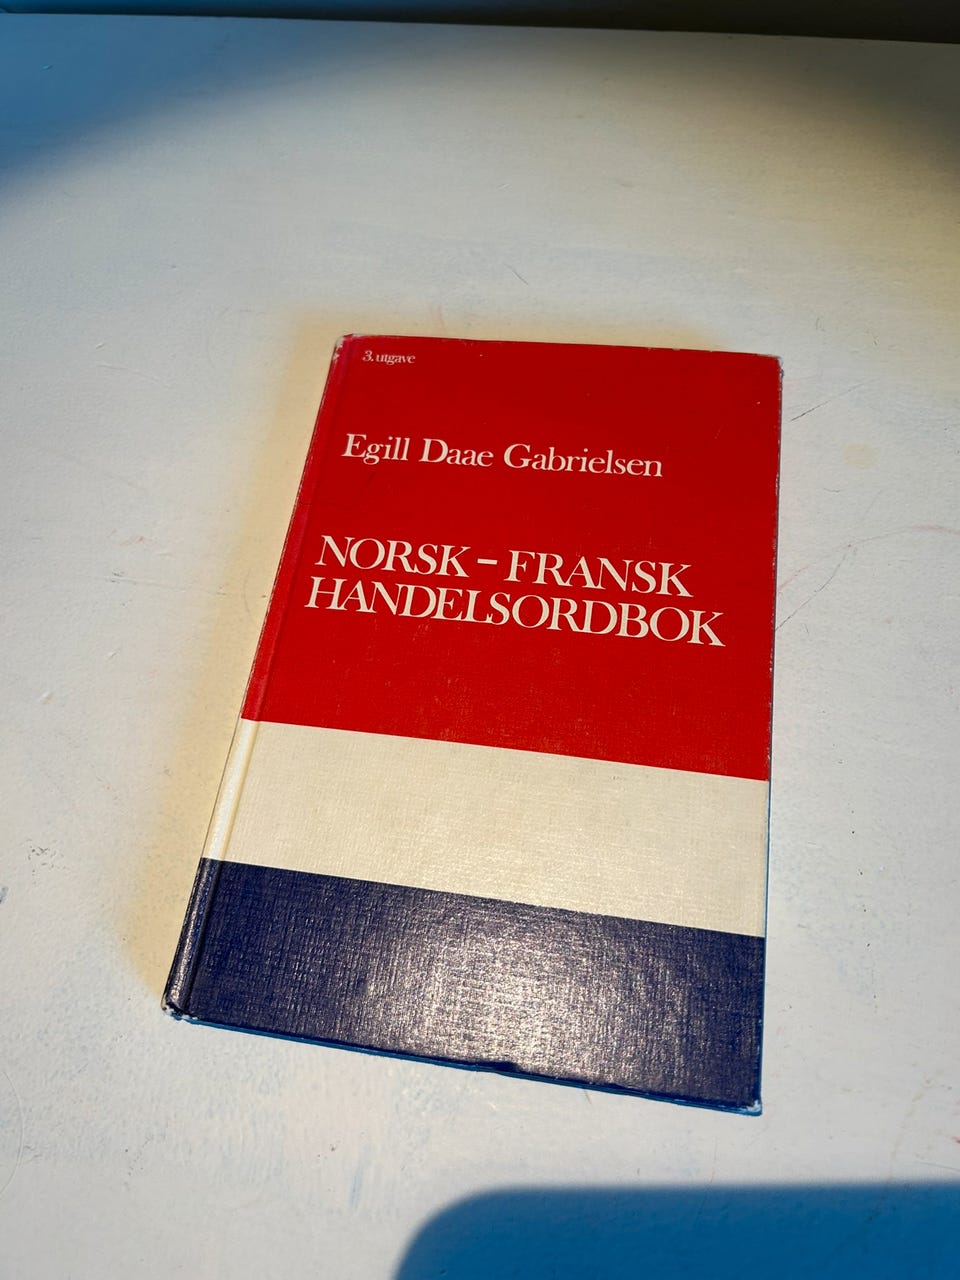 3. utgave
Egill Daae Gabrielsen
NORSK – FRANSK
HANDELSORDBOK